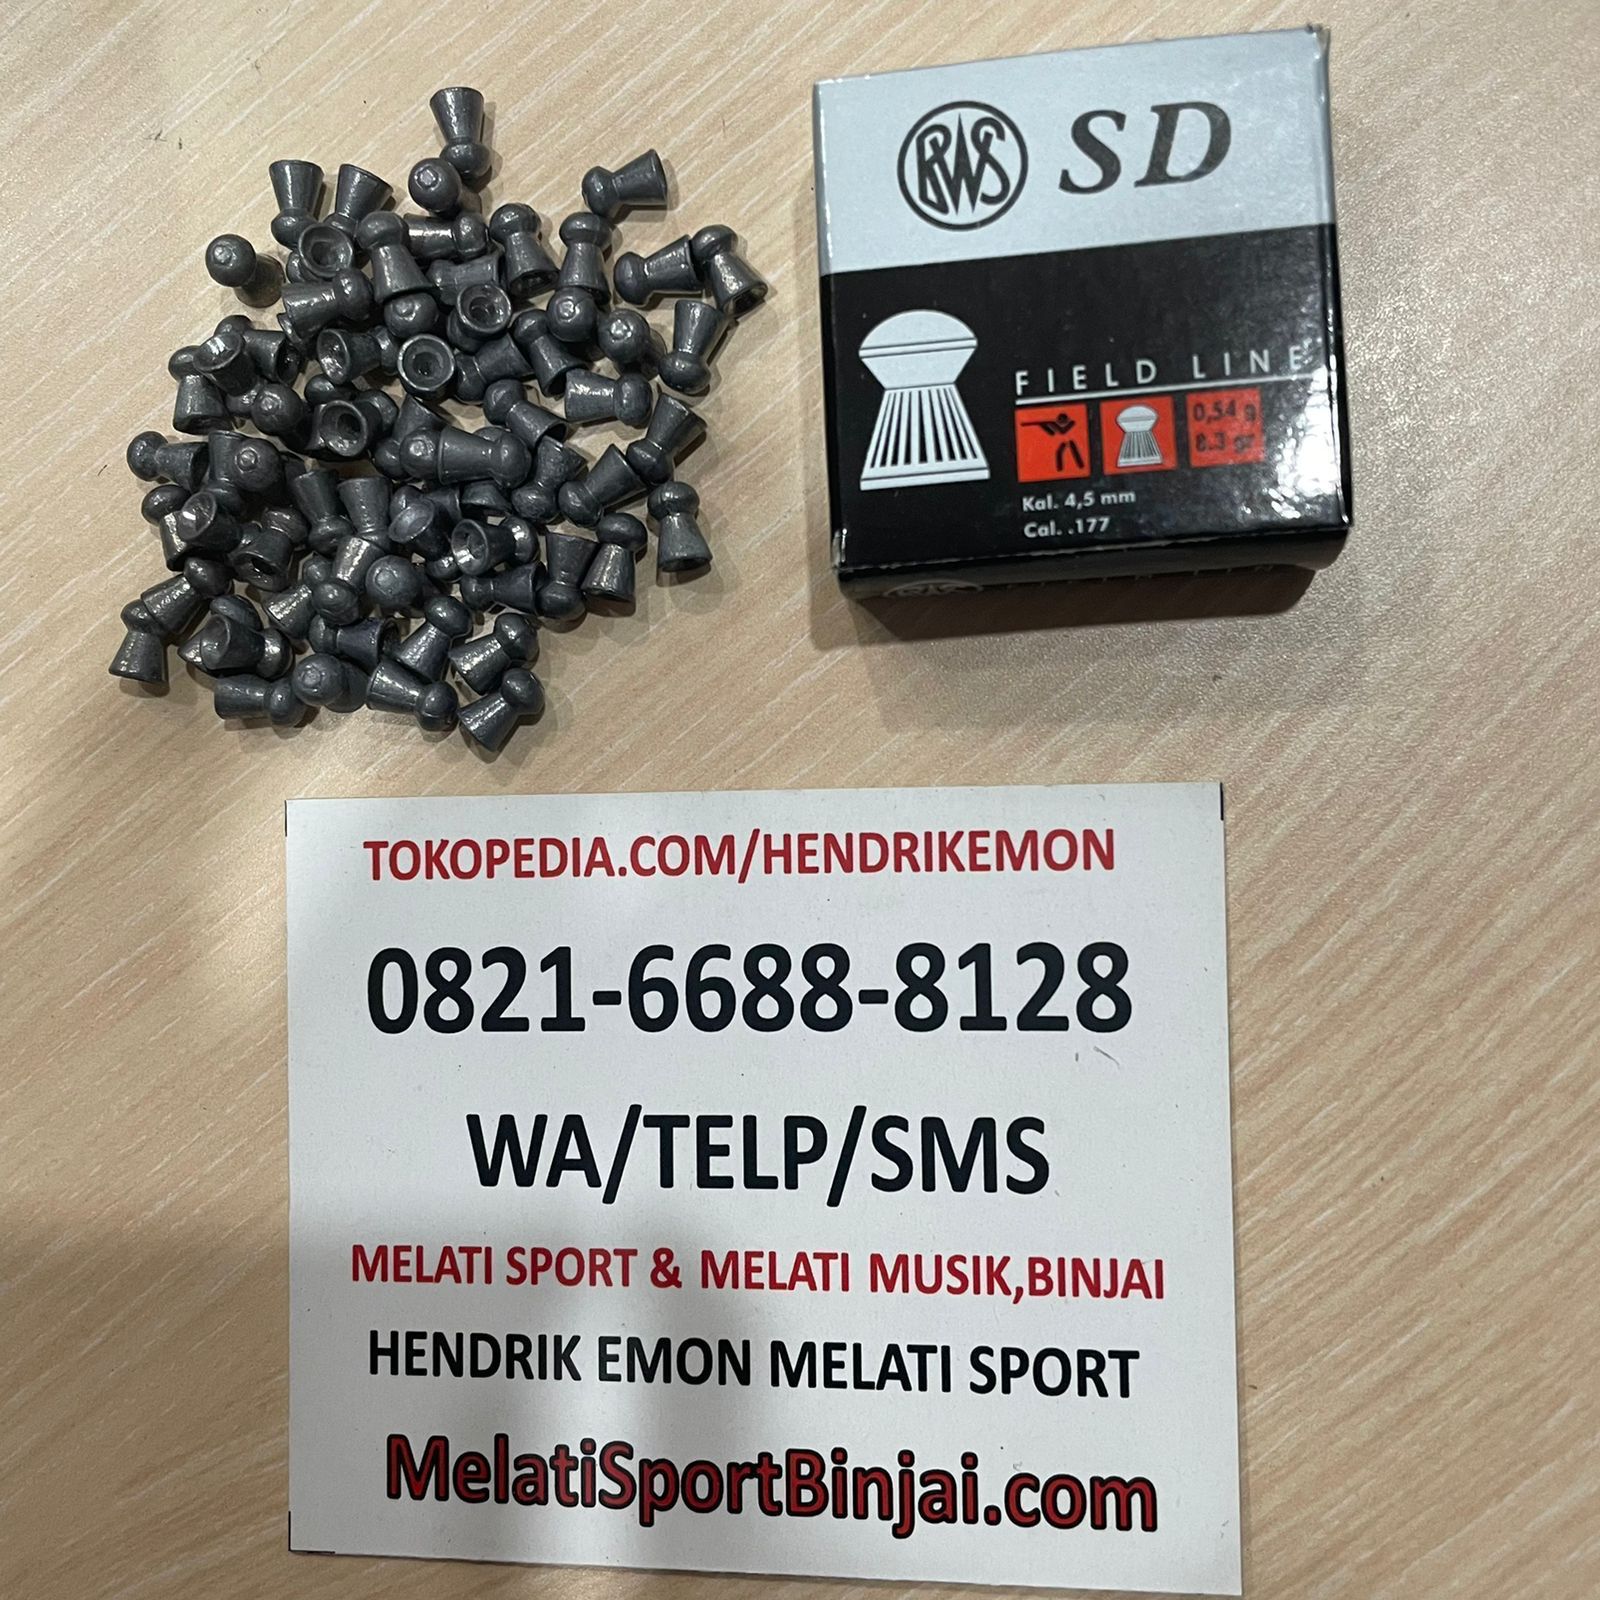 RWS SD
FIELD LINE
0,54 g
8.3 gr
Kal. 4,5 mm
Cal. .177
TOKOPEDIA.COM/HENDRIKEMON
0821-6688-8128
WA/TELP/SMS
MELATI SPORT & MELATI MUSIK,BINJAI
HENDRIK EMON MELATI SPORT
MelatiSportBinjai.com